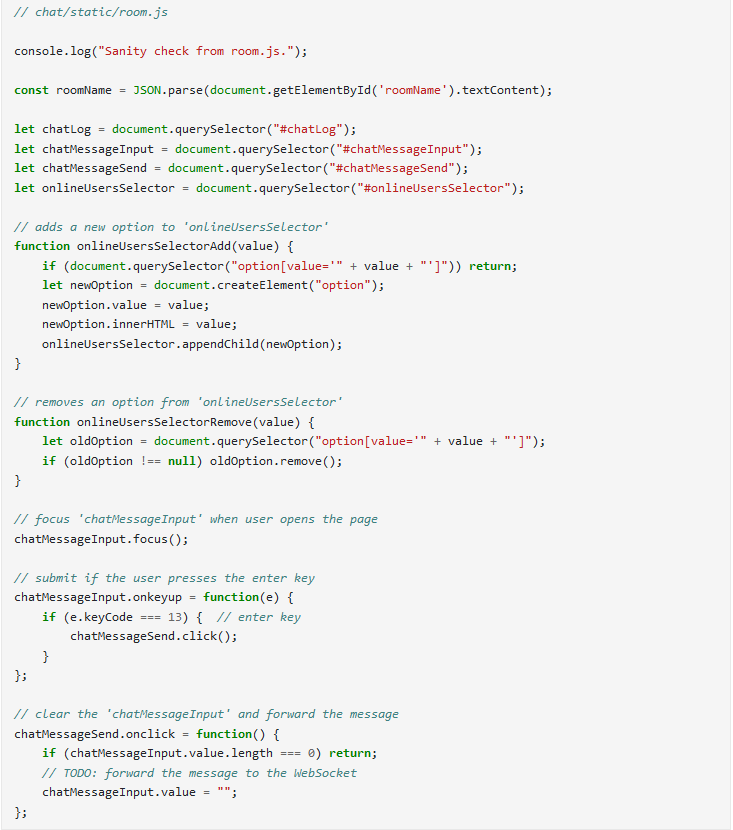 // chat/static/room.js

console.log("Sanity check from room.js.");

const roomName = JSON.parse(document.getElementById('roomName').textContent);

let chatLog = document.querySelector("#chatLog");
let chatMessageInput = document.querySelector("#chatMessageInput");
let chatMessageSend = document.querySelector("#chatMessageSend");
let onlineUsersSelector = document.querySelector("#onlineUsersSelector");

// adds a new option to 'onlineUsersSelector'
function onlineUsersSelectorAdd(value) {
    if (document.querySelector("option[value='" + value + "']")) return;
    let newOption = document.createElement("option");
    newOption.value = value;
    newOption.innerHTML = value;
    onlineUsersSelector.appendChild(newOption);
}

// removes an option from 'onlineUsersSelector'
function onlineUsersSelectorRemove(value) {
    let oldOption = document.querySelector("option[value='" + value + "']");
    if (oldOption !== null) oldOption.remove();
}

// focus 'chatMessageInput' when user opens the page
chatMessageInput.focus();

// submit if the user presses the enter key
chatMessageInput.onkeyup = function(e) {
    if (e.keyCode === 13) {  // enter key
        chatMessageSend.click();
    }
};

// clear the 'chatMessageInput' and forward the message
chatMessageSend.onclick = function() {
    if (chatMessageInput.value.length === 0) return;
    // TODO: forward the message to the WebSocket
    chatMessageInput.value = "";
};